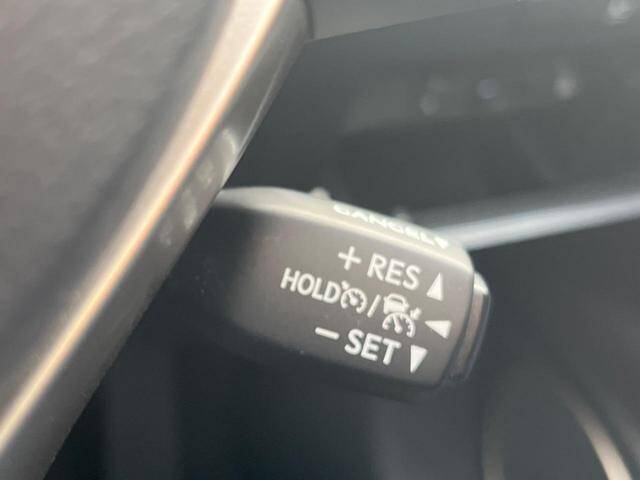 CANCEL▼
+ RES ▲
HOLD / ◀
− SET ▼